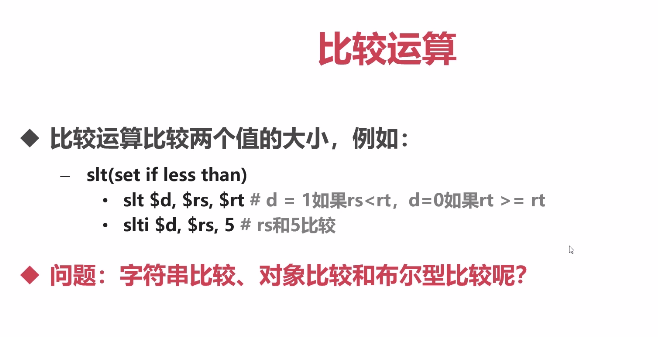 比较运算
◆ 比较运算比较两个值的大小，例如：
– slt(set if less than)
• slt $d, $rs, $rt # d = 1如果rs<rt，d=0如果rt >= rt
• slti $d, $rs, 5 # rs和5比较
◆ 问题：字符串比较、对象比较和布尔型比较呢？